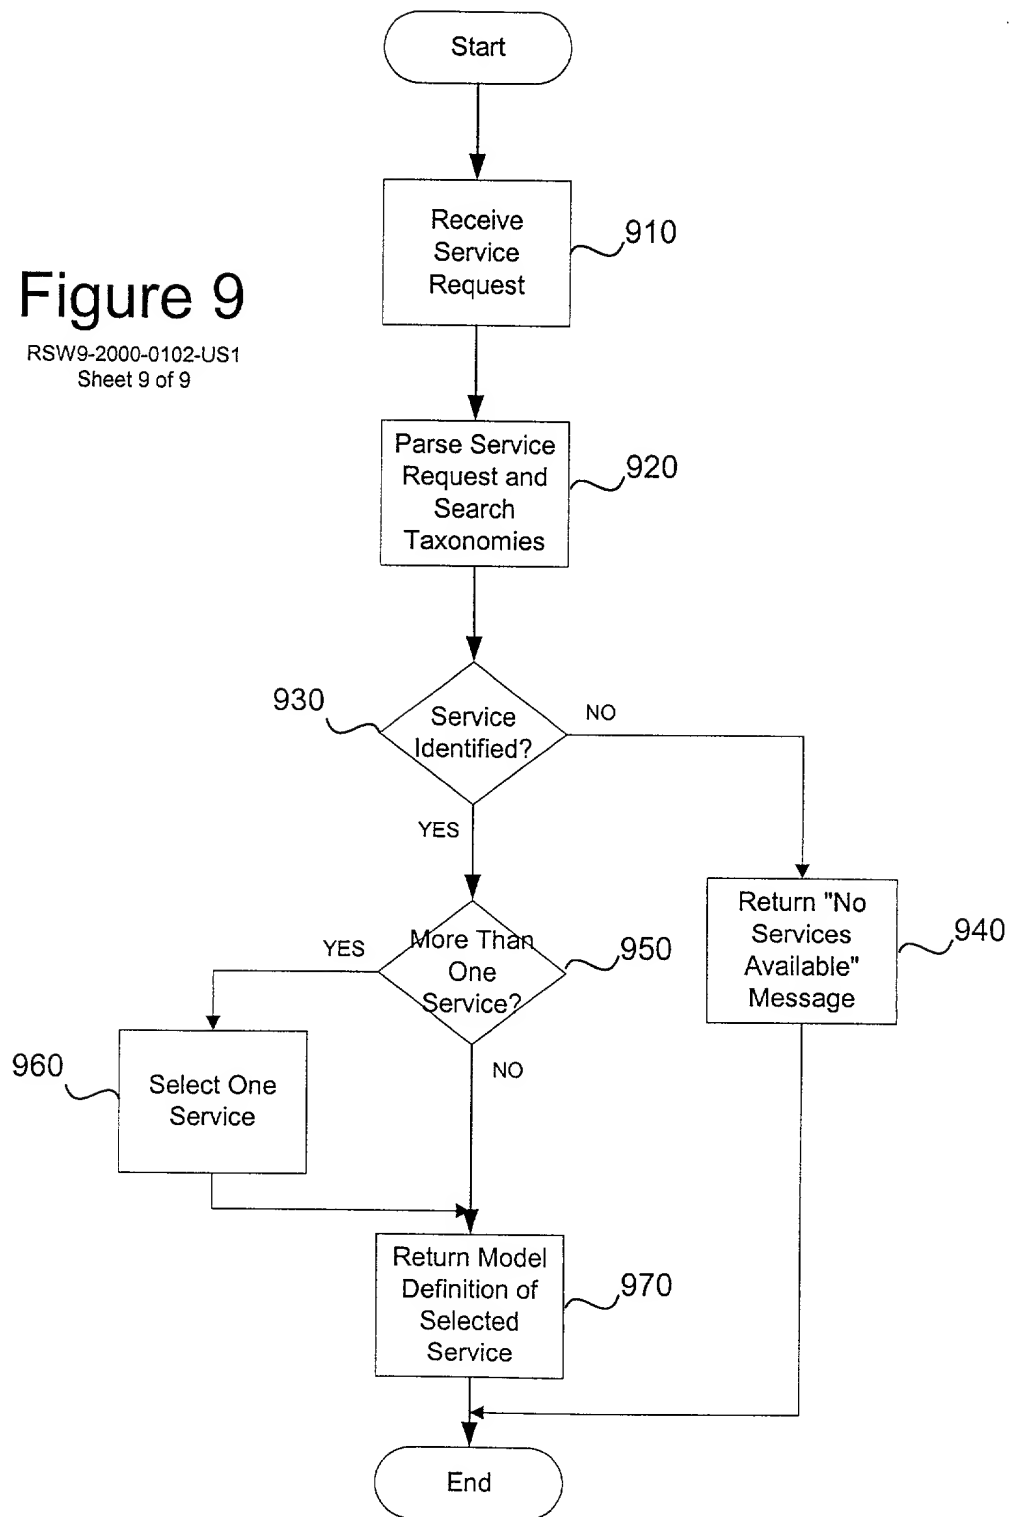 Start
Receive
Service
Request
910
Figure 9
RSW9-2000-0102-US1
Sheet 9 of 9
Parse Service
Request and
Search
Taxonomies
920
930
Service
Identified?
NO
YES
More Than
One
Service?
950
YES
NO
Return "No
Services
Available"
Message
940
960
Select One
Service
Return Model
Definition of
Selected
Service
970
End